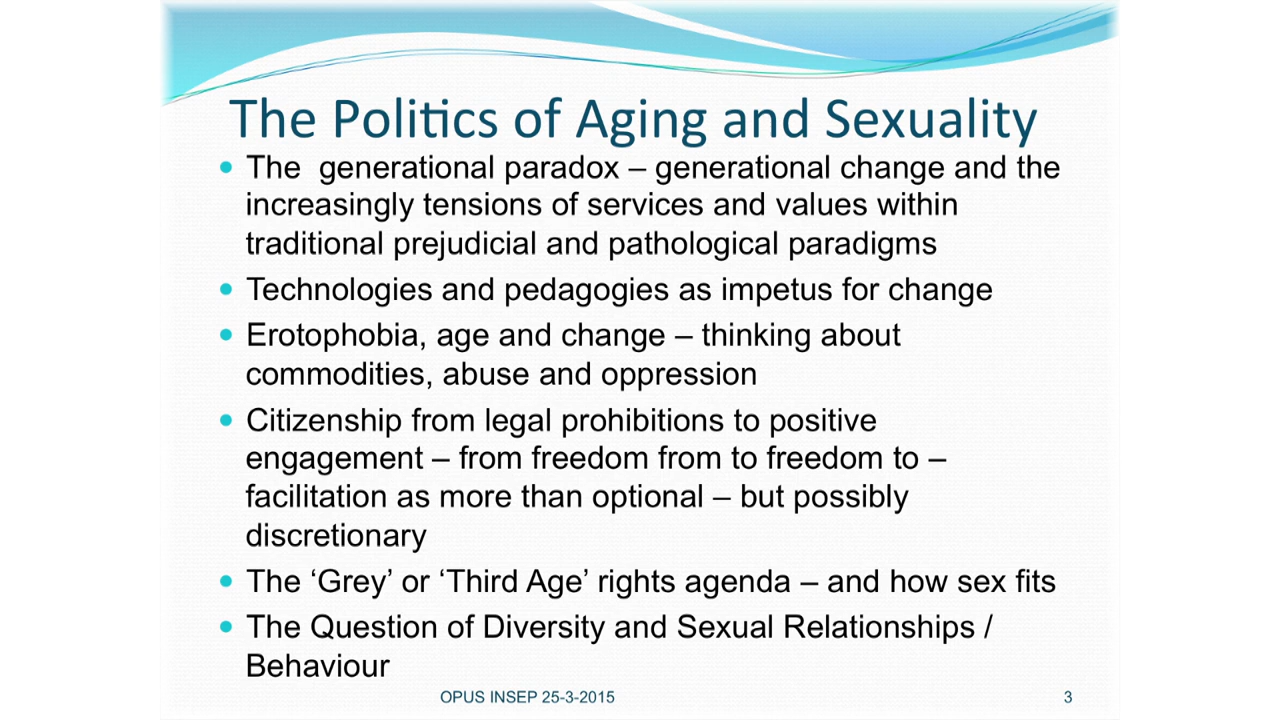 The Politics of Aging and Sexuality
• The  generational paradox – generational change and the
increasingly tensions of services and values within
traditional prejudicial and pathological paradigms
• Technologies and pedagogies as impetus for change
• Erotophobia, age and change – thinking about
commodities, abuse and oppression
• Citizenship from legal prohibitions to positive
engagement – from freedom from to freedom to –
facilitation as more than optional – but possibly
discretionary
• The ‘Grey’ or ‘Third Age’ rights agenda – and how sex fits
• The Question of Diversity and Sexual Relationships /
Behaviour
OPUS INSEP 25-3-2015
3